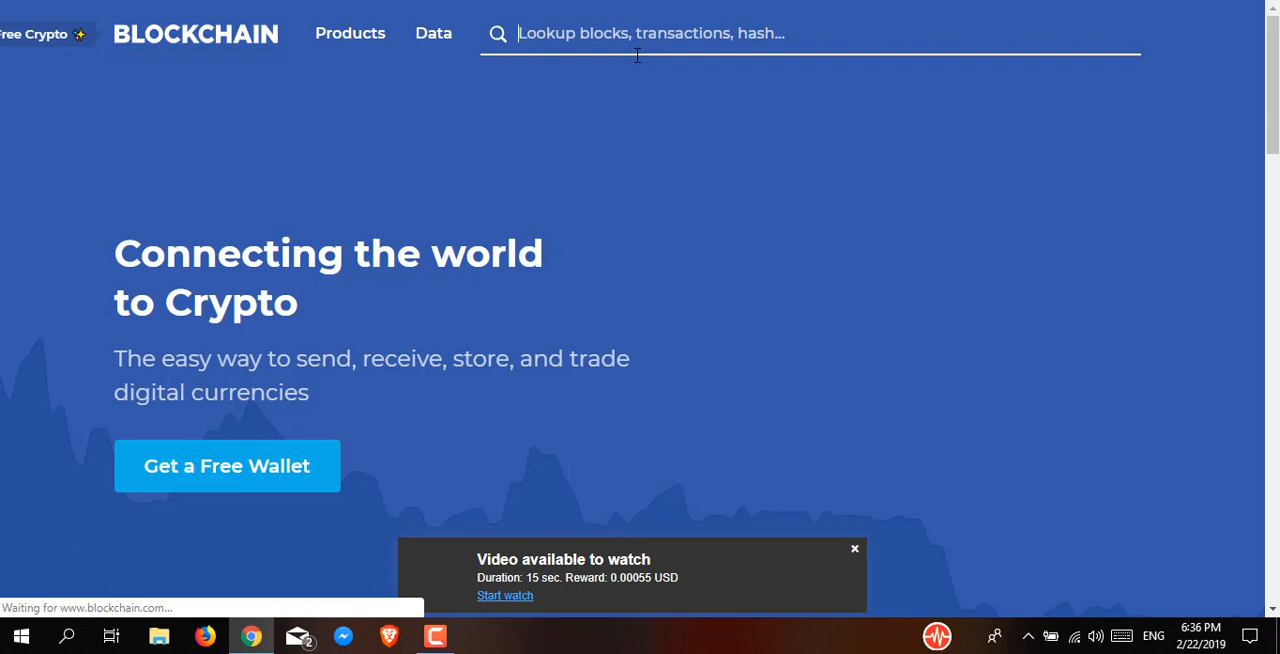 Free Crypto ✨
BLOCKCHAIN
Products
Data
Lookup blocks, transactions, hash...
Connecting the world
to Crypto
The easy way to send, receive, store, and trade
digital currencies
Get a Free Wallet
Video available to watch
×
Duration: 15 sec. Reward: 0.00055 USD
Start watch
Waiting for www.blockchain.com...
2
ENG
6:36 PM
2/22/2019